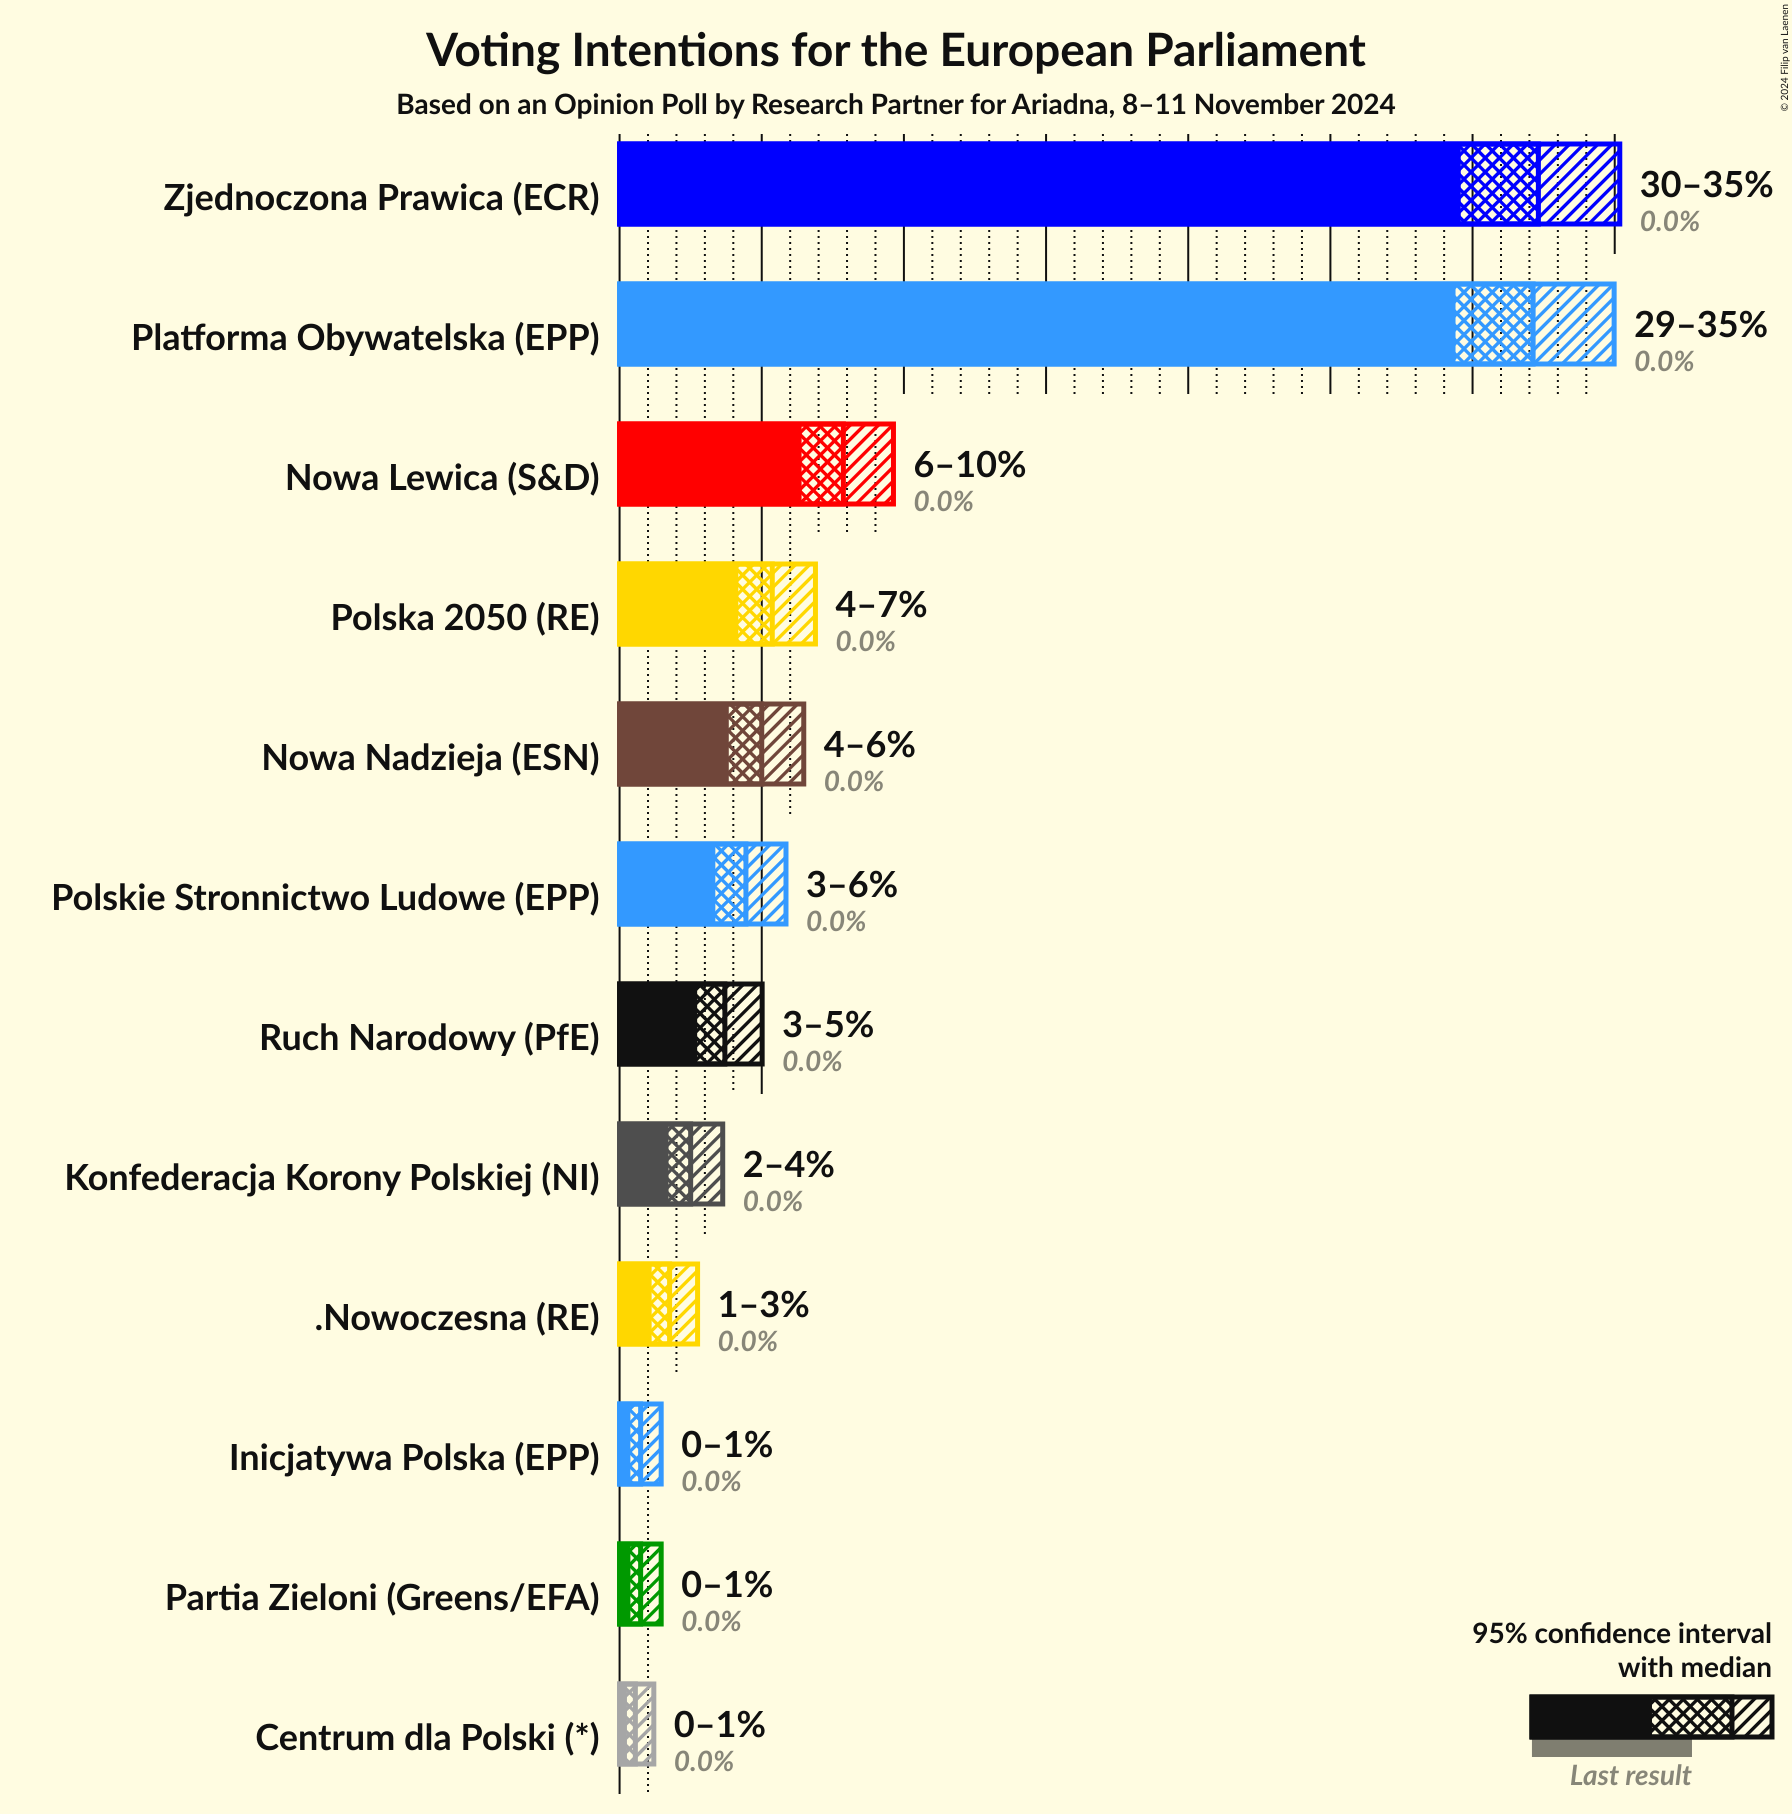 Voting Intentions for the European Parliament
Based on an Opinion Poll by Research Partner for Ariadna, 8–11 November 2024
© 2024 Filip van Laenen
Zjednoczona Prawica (ECR)
30–35%
0.0%
Platforma Obywatelska (EPP)
29–35%
0.0%
Nowa Lewica (S&D)
6–10%
0.0%
Polska 2050 (RE)
4–7%
0.0%
Nowa Nadzieja (ESN)
4–6%
0.0%
Polskie Stronnictwo Ludowe (EPP)
3–6%
0.0%
Ruch Narodowy (PfE)
3–5%
0.0%
Konfederacja Korony Polskiej (NI)
2–4%
0.0%
.Nowoczesna (RE)
1–3%
0.0%
Inicjatywa Polska (EPP)
0–1%
0.0%
Partia Zieloni (Greens/EFA)
0–1%
0.0%
Centrum dla Polski (*)
0–1%
0.0%
95% confidence interval
with median
Last result